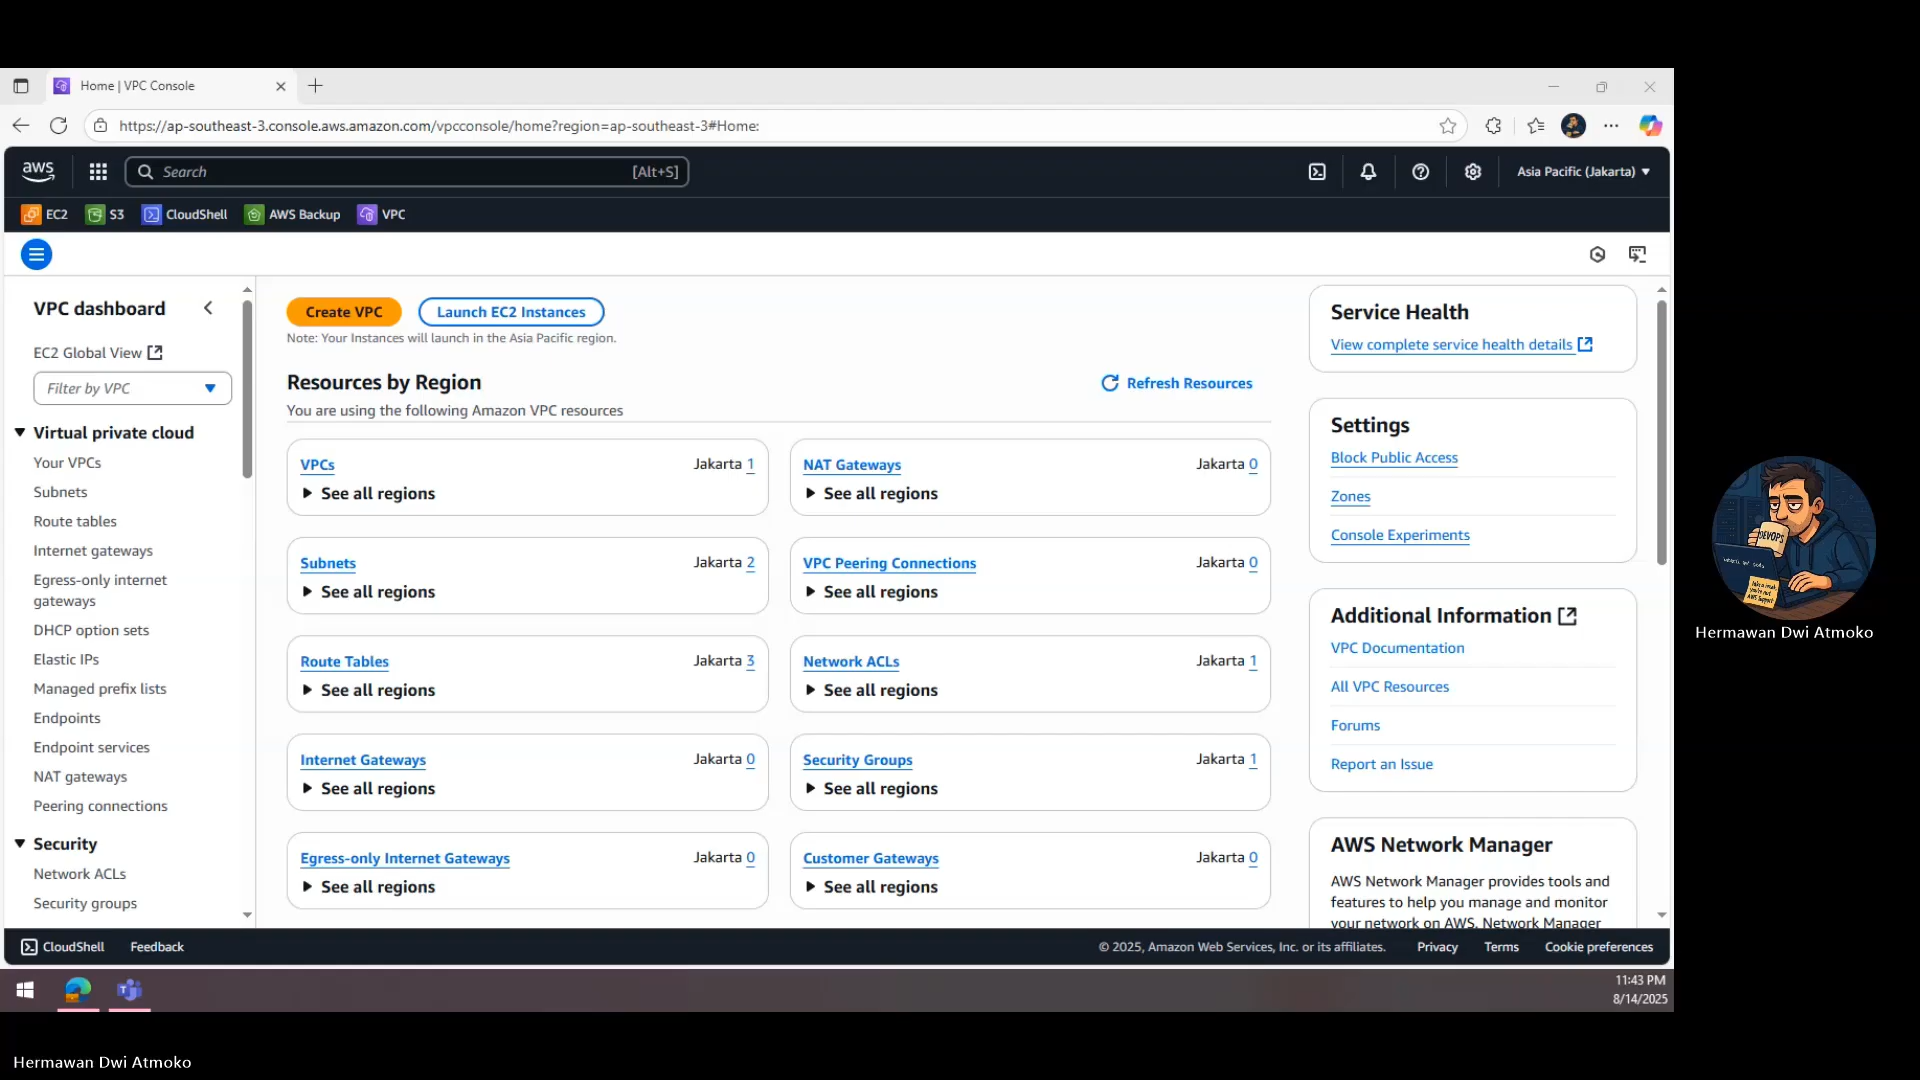 Home | VPC Console
https://ap-southeast-3.console.aws.amazon.com/vpcconsole/home?region=ap-southeast-3#Home:
aws
Search
[Alt+S]
Asia Pacific (Jakarta)
EC2
S3
CloudShell
AWS Backup
VPC
VPC dashboard
EC2 Global View
Filter by VPC
Virtual private cloud
Your VPCs
Subnets
Route tables
Internet gateways
Egress-only internet
gateways
DHCP option sets
Elastic IPs
Managed prefix lists
Endpoints
Endpoint services
NAT gateways
Peering connections
Security
Network ACLs
Security groups
Create VPC
Launch EC2 Instances
Note: Your Instances will launch in the Asia Pacific region.
Resources by Region
Refresh Resources
You are using the following Amazon VPC resources
VPCs
Jakarta 1
See all regions
NAT Gateways
Jakarta 0
See all regions
Subnets
Jakarta 2
See all regions
VPC Peering Connections
Jakarta 0
See all regions
Route Tables
Jakarta 3
See all regions
Network ACLs
Jakarta 1
See all regions
Internet Gateways
Jakarta 0
See all regions
Security Groups
Jakarta 1
See all regions
Egress-only Internet Gateways
Jakarta 0
See all regions
Customer Gateways
Jakarta 0
See all regions
Service Health
View complete service health details
Settings
Block Public Access
Zones
Console Experiments
Additional Information
VPC Documentation
All VPC Resources
Forums
Report an Issue
AWS Network Manager
AWS Network Manager provides tools and
features to help you manage and monitor
your network on AWS. Network Manager
CloudShell
Feedback
© 2025, Amazon Web Services, Inc. or its affiliates.
Privacy
Terms
Cookie preferences
11:43 PM
8/14/2025
DEVOPS
Hermawan Dwi Atmoko
Hermawan Dwi Atmoko